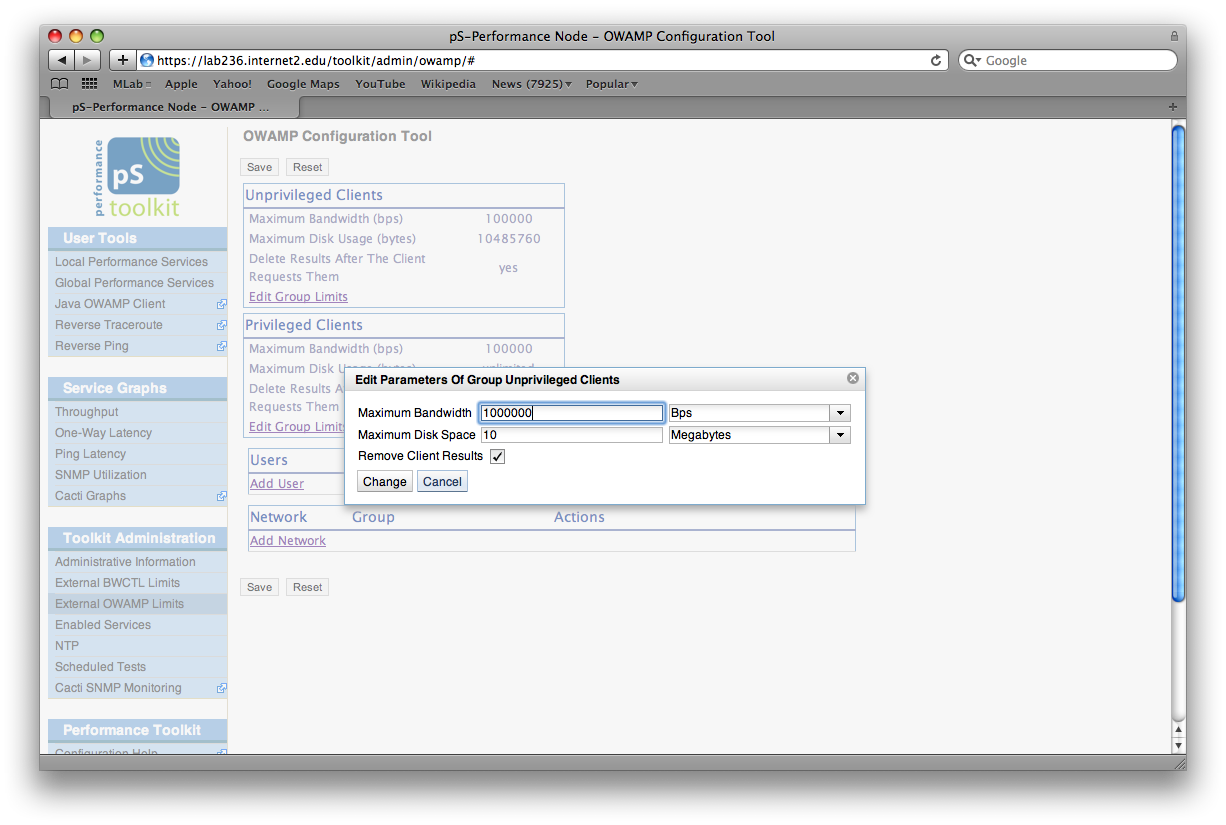 pS-Performance Node – OWAMP Configuration Tool
https://lab236.internet2.edu/toolkit/admin/owamp/#
Google
MLab
Apple
Yahoo!
Google Maps
YouTube
Wikipedia
News (7925)
Popular
pS-Performance Node – OWAMP ...
performance
pS
toolkit
User Tools
Local Performance Services
Global Performance Services
Java OWAMP Client
Reverse Traceroute
Reverse Ping
Service Graphs
Throughput
One-Way Latency
Ping Latency
SNMP Utilization
Cacti Graphs
Toolkit Administration
Administrative Information
External BWCTL Limits
External OWAMP Limits
Enabled Services
NTP
Scheduled Tests
Cacti SNMP Monitoring
Performance Toolkit
Configuration Help
OWAMP Configuration Tool
Save Reset
Unprivileged Clients
Maximum Bandwidth (bps) 100000
Maximum Disk Usage (bytes) 10485760
Delete Results After The Client
Requests Them yes
Edit Group Limits
Privileged Clients
Maximum Bandwidth (bps) 100000
Maximum Disk Usage (bytes) unlimited
Delete Results A
Requests Them
Edit Group Limits
Edit Parameters Of Group Unprivileged Clients
Maximum Bandwidth 1000000 Bps
Maximum Disk Space 10 Megabytes
Remove Client Results
Change Cancel
Users
Add User
Network Group Actions
Add Network
Save Reset